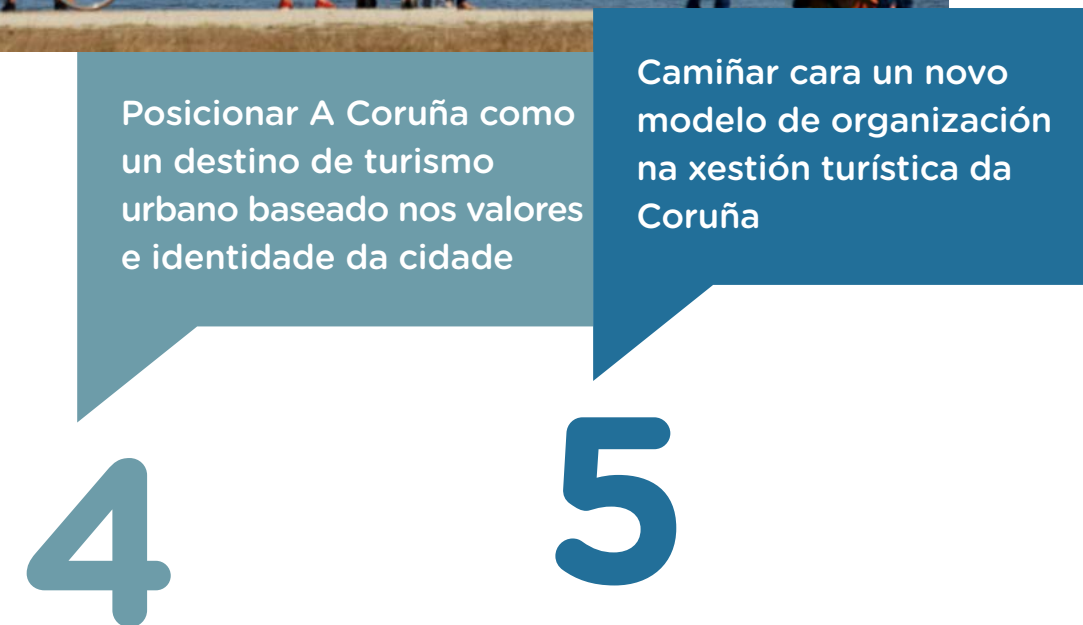 Posicionar A Coruña como
un destino de turismo
urbano baseado nos valores
e identidade da cidade
4
Camiñar cara un novo
modelo de organización
na xestión turística da
Coruña
5